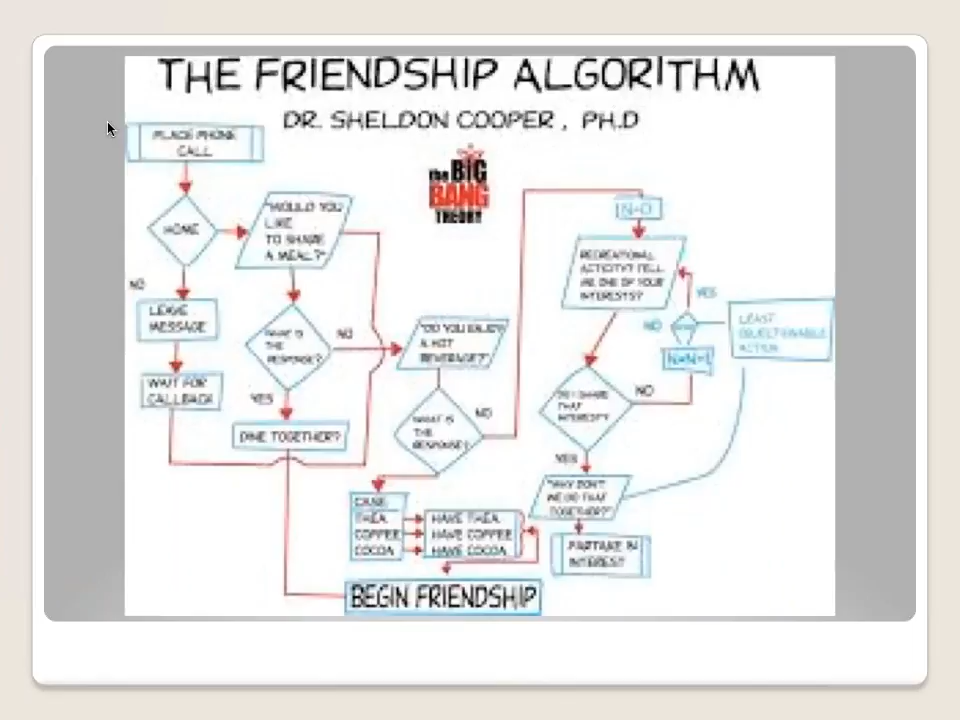 THE FRIENDSHIP ALGORITHM
DR. SHELDON COOPER, PH.D
PLACE PHONE
CALL
the BIG
BANG
THEORY
HOME
"WOULD YOU
LIKE
TO SHARE
A MEAL?"
NO
LEAVE
MESSAGE
WAIT FOR
CALLBACK
WHAT IS
THE
RESPONSE?
NO
YES
DINE TOGETHER?
"DO YOU ENJOY
A HOT
BEVERAGE?"
WHAT IS
THE
RESPONSE?
NO
CASE
THEA
COFFEE
COCOA
HAVE THEA
HAVE COFFEE
HAVE COCOA
BEGIN FRIENDSHIP
N=0
RECREATIONAL
ACTIVITY? TELL
ME ONE OF YOUR
INTERESTS?
YES
NO
N=N+1
LEAST
OBJECTIONABLE
ACTION
DO I SHARE
THAT
INTEREST?
NO
YES
"WHY DON'T
WE DO THAT
TOGETHER?"
PARTAKE IN
INTEREST